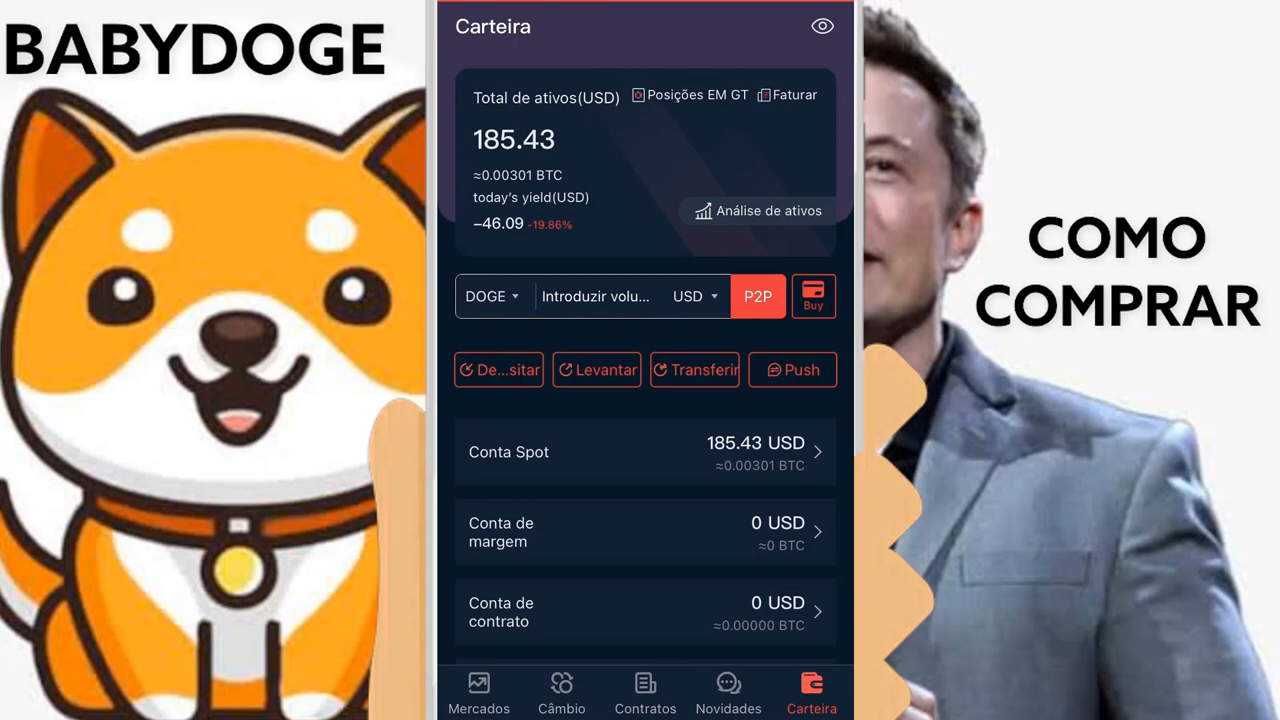 BABYDOGE
Carteira
Total de ativos(USD) Posições EM GT Faturar
185.43
≈0.00301 BTC
today's yield(USD)
−46.09 -19.86%
Análise de ativos
DOGE Introduzir volu... USD P2P Buy
De...sitar Levantar Transferir Push
Conta Spot 185.43 USD
≈0.00301 BTC
Conta de margem 0 USD
≈0 BTC
Conta de contrato 0 USD
≈0.00000 BTC
Mercados Câmbio Contratos Novidades Carteira
COMO
COMPRAR